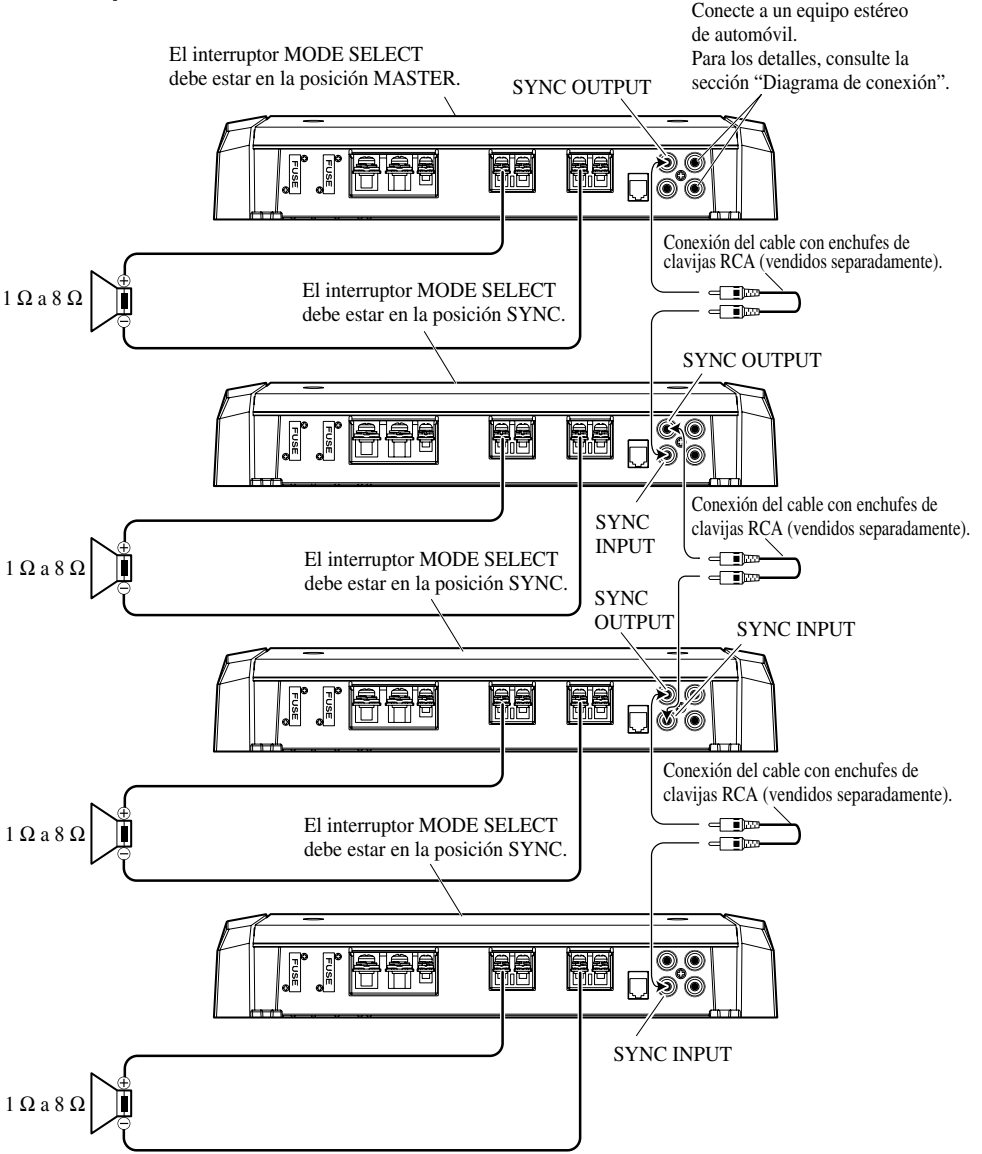 Conecte a un equipo estéreo
de automóvil.
Para los detalles, consulte la
sección “Diagrama de conexión”.
El interruptor MODE SELECT
debe estar en la posición MASTER.
SYNC OUTPUT
FUSE
FUSE
Conexión del cable con enchufes de
clavijas RCA (vendidos separadamente).
1 Ω a 8 Ω
+
−
El interruptor MODE SELECT
debe estar en la posición SYNC.
SYNC OUTPUT
FUSE
FUSE
SYNC
INPUT
Conexión del cable con enchufes de
clavijas RCA (vendidos separadamente).
1 Ω a 8 Ω
+
−
El interruptor MODE SELECT
debe estar en la posición SYNC.
SYNC
OUTPUT
SYNC INPUT
FUSE
FUSE
Conexión del cable con enchufes de
clavijas RCA (vendidos separadamente).
1 Ω a 8 Ω
+
−
El interruptor MODE SELECT
debe estar en la posición SYNC.
FUSE
FUSE
SYNC INPUT
1 Ω a 8 Ω
+
−